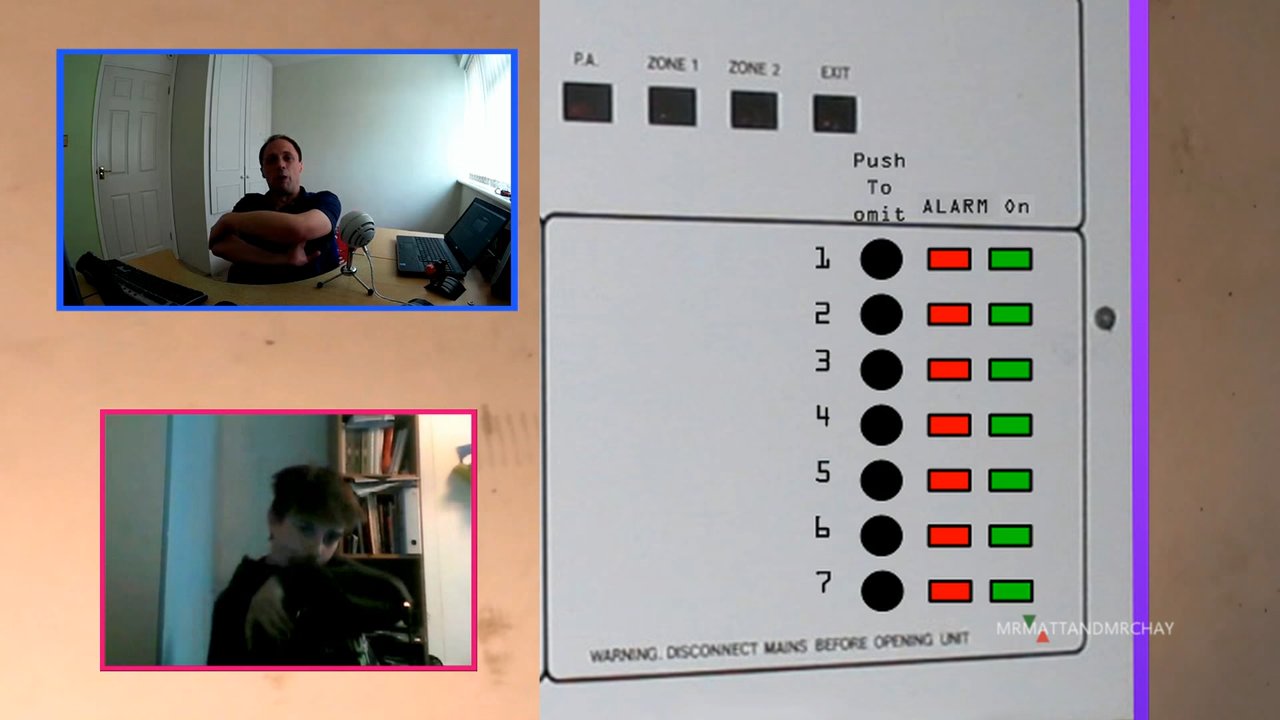 P.A. ZONE 1 ZONE 2 EXIT
Push
To
omit ALARM On
1
2
3
4
5
6
7
MRMATTANDMRCHAY
WARNING. DISCONNECT MAINS BEFORE OPENING UNIT